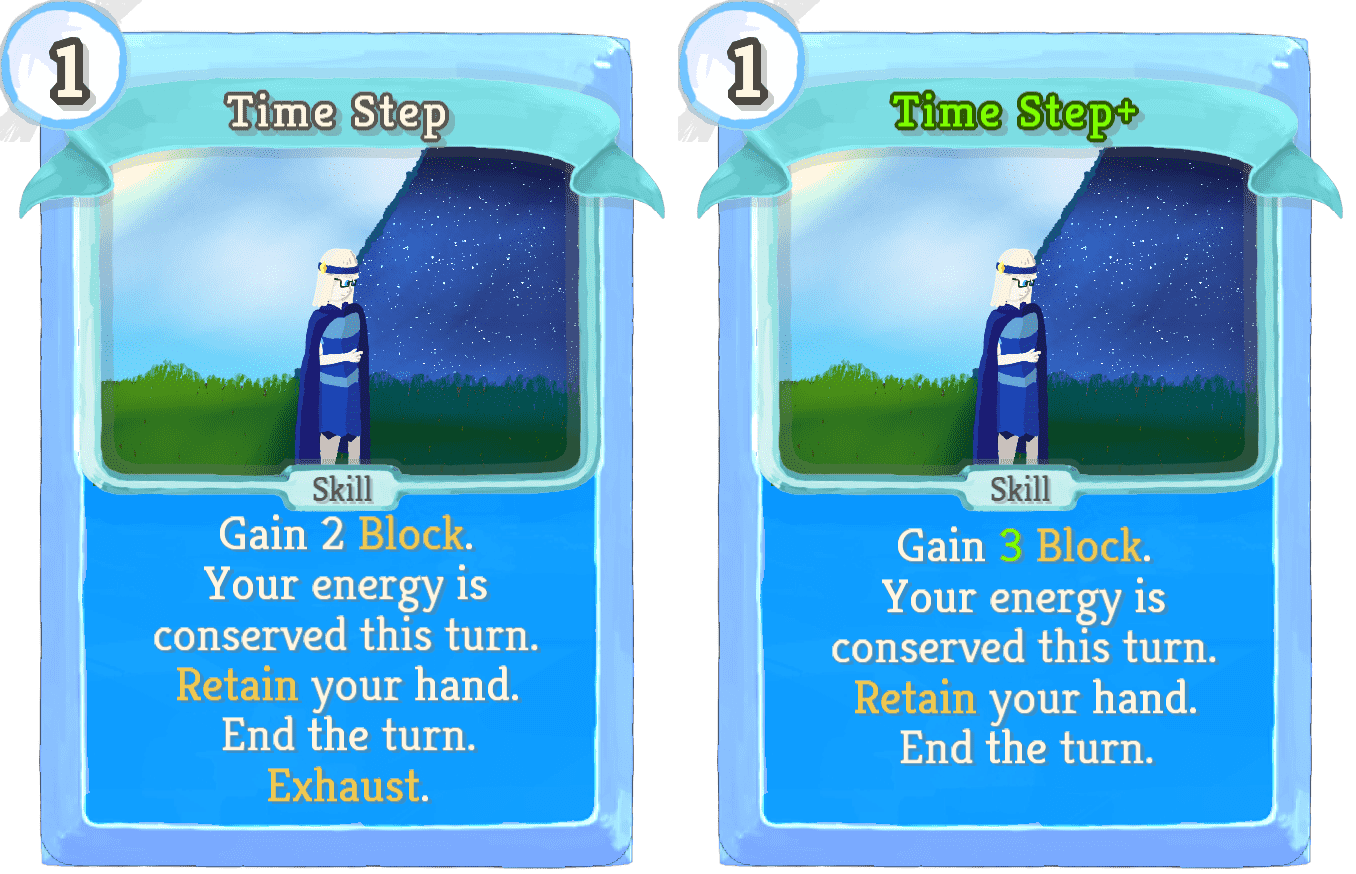 1
Time Step
Skill
Gain 2 Block.
Your energy is
conserved this turn.
Retain your hand.
End the turn.
Exhaust.
1
Time Step+
Skill
Gain 3 Block.
Your energy is
conserved this turn.
Retain your hand.
End the turn.